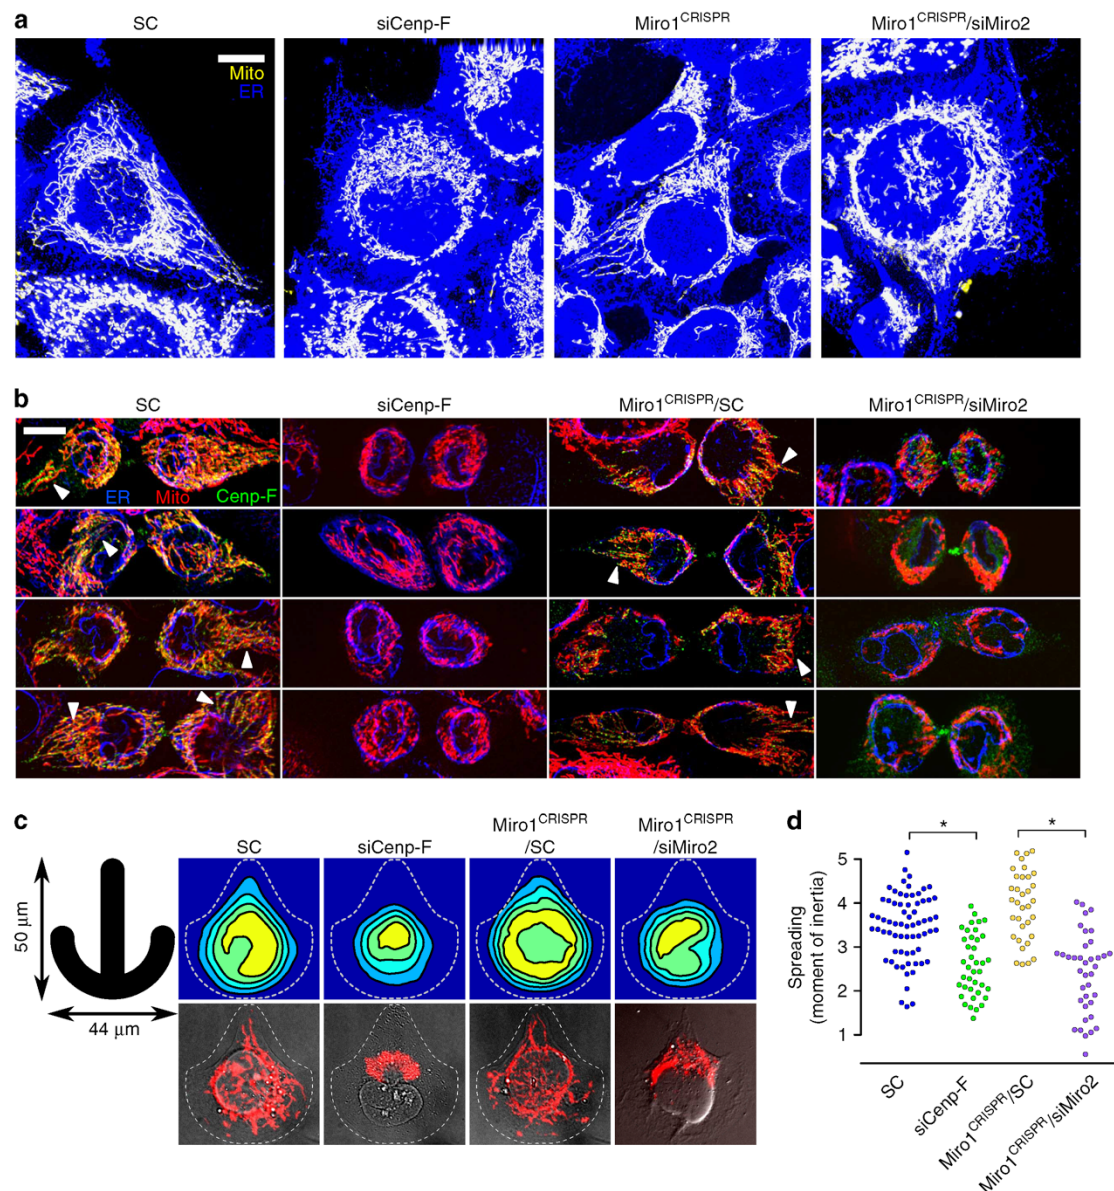 a
SC
siCenp-F
Miro1CRISPR
Miro1CRISPR/siMiro2
Mito
ER
b
SC
siCenp-F
Miro1CRISPR/SC
Miro1CRISPR/siMiro2
ER
Mito
Cenp-F
c
50 μm
44 μm
SC
siCenp-F
Miro1CRISPR
/SC
Miro1CRISPR
/siMiro2
d
*
*
Spreading
(moment of inertia)
5
4
3
2
1
SC
siCenp-F
Miro1CRISPR/SC
Miro1CRISPR/siMiro2